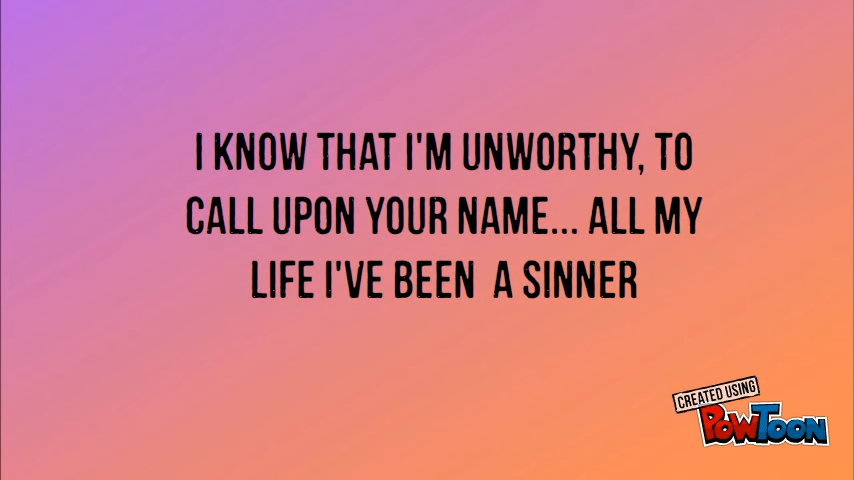 I KNOW THAT I'M UNWORTHY, TO
CALL UPON YOUR NAME... ALL MY
LIFE I'VE BEEN  A SINNER
CREATED USING
POWTOON